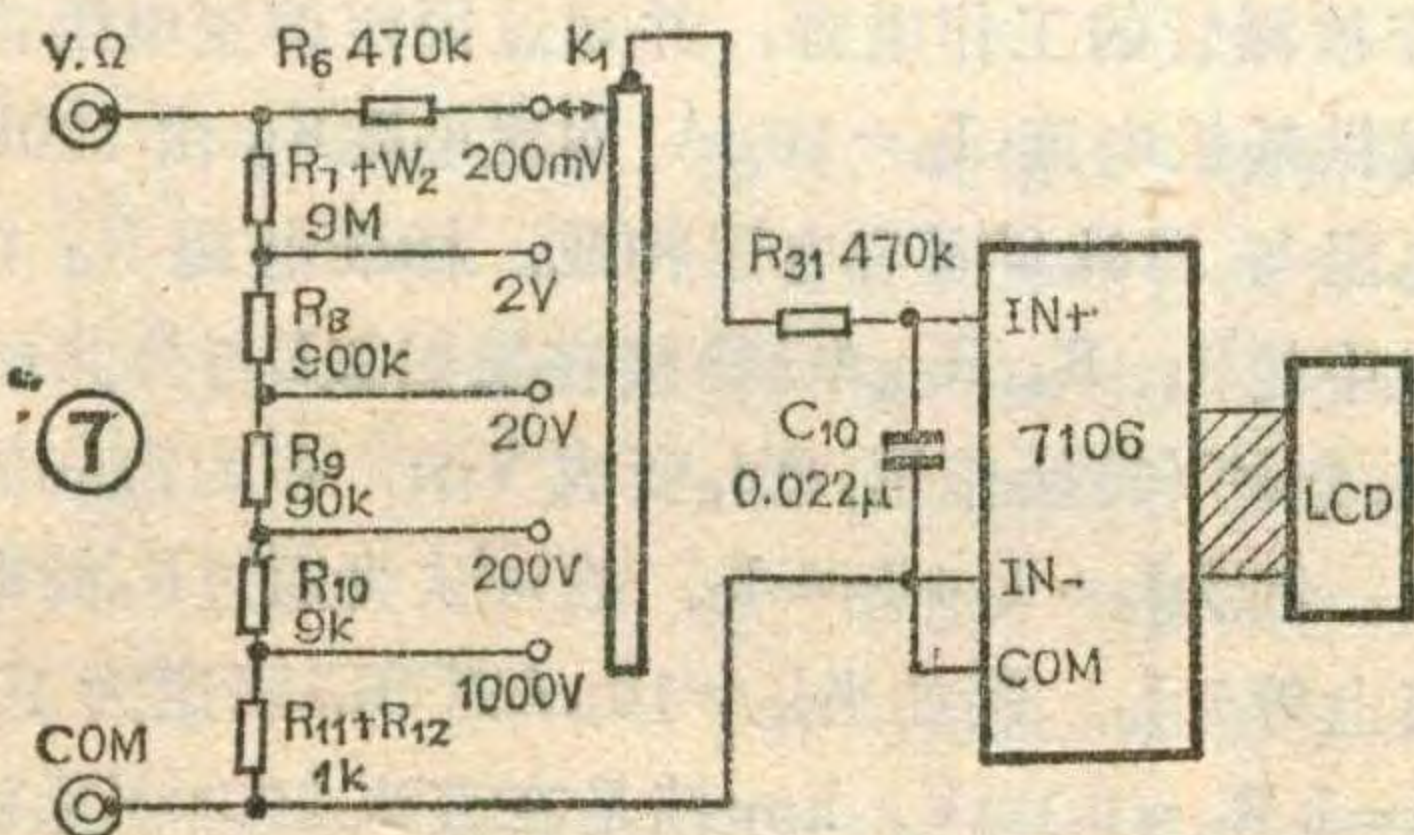 V.Ω
R₆ 470k
K₁
R₇+W₂
9M
200mV
2V
R₈
900k
20V
R₉
90k
200V
R₁₀
9k
1000V
R₁₁+R₁₂
1k
COM
⑦
R₃₁ 470k
C₁₀
0.022μ
IN+
7106
IN-
COM
LCD